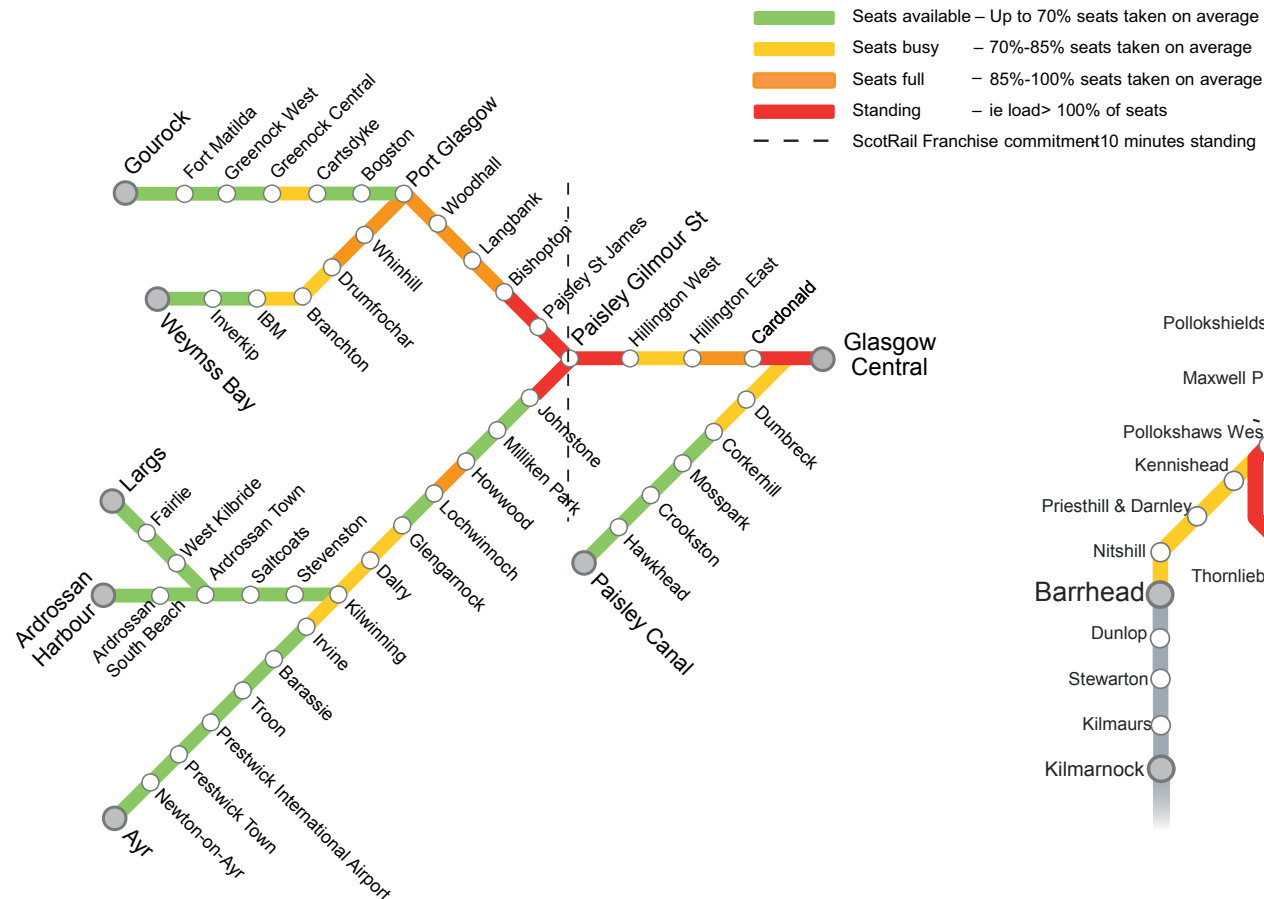 Seats available – Up to 70% seats taken on average
Seats busy – 70%-85% seats taken on average
Seats full – 85%-100% seats taken on average
Standing – ie load> 100% of seats
ScotRail Franchise commitment 10 minutes standing
Gourock
Fort Matilda
Greenock West
Greenock Central
Cartsdyke
Bogston
Port Glasgow
Woodhall
Langbank
Bishopton
Paisley St James
Paisley Gilmour St
Hillington West
Hillington East
Cardonald
Glasgow
Central
Whinhill
Drumfrochar
Branchton
IBM
Inverkip
Weymss Bay
Johnstone
Milliken Park
Howwood
Lochwinnoch
Glengarnock
Dalry
Kilwinning
Dumbreck
Corkerhill
Mosspark
Crookston
Hawkhead
Paisley Canal
Largs
Fairlie
West Kilbride
Ardrossan Town
Saltcoats
Stevenston
Ardrossan
Harbour
Ardrossan
South Beach
Irvine
Barassie
Troon
Prestwick International Airport
Prestwick Town
Newton-on-Ayr
Ayr
Pollokshields
Maxwell P
Pollokshaws West
Kennishead
Priesthill & Darnley
Nitshill
Thornlieb
Barrhead
Dunlop
Stewarton
Kilmaurs
Kilmarnock